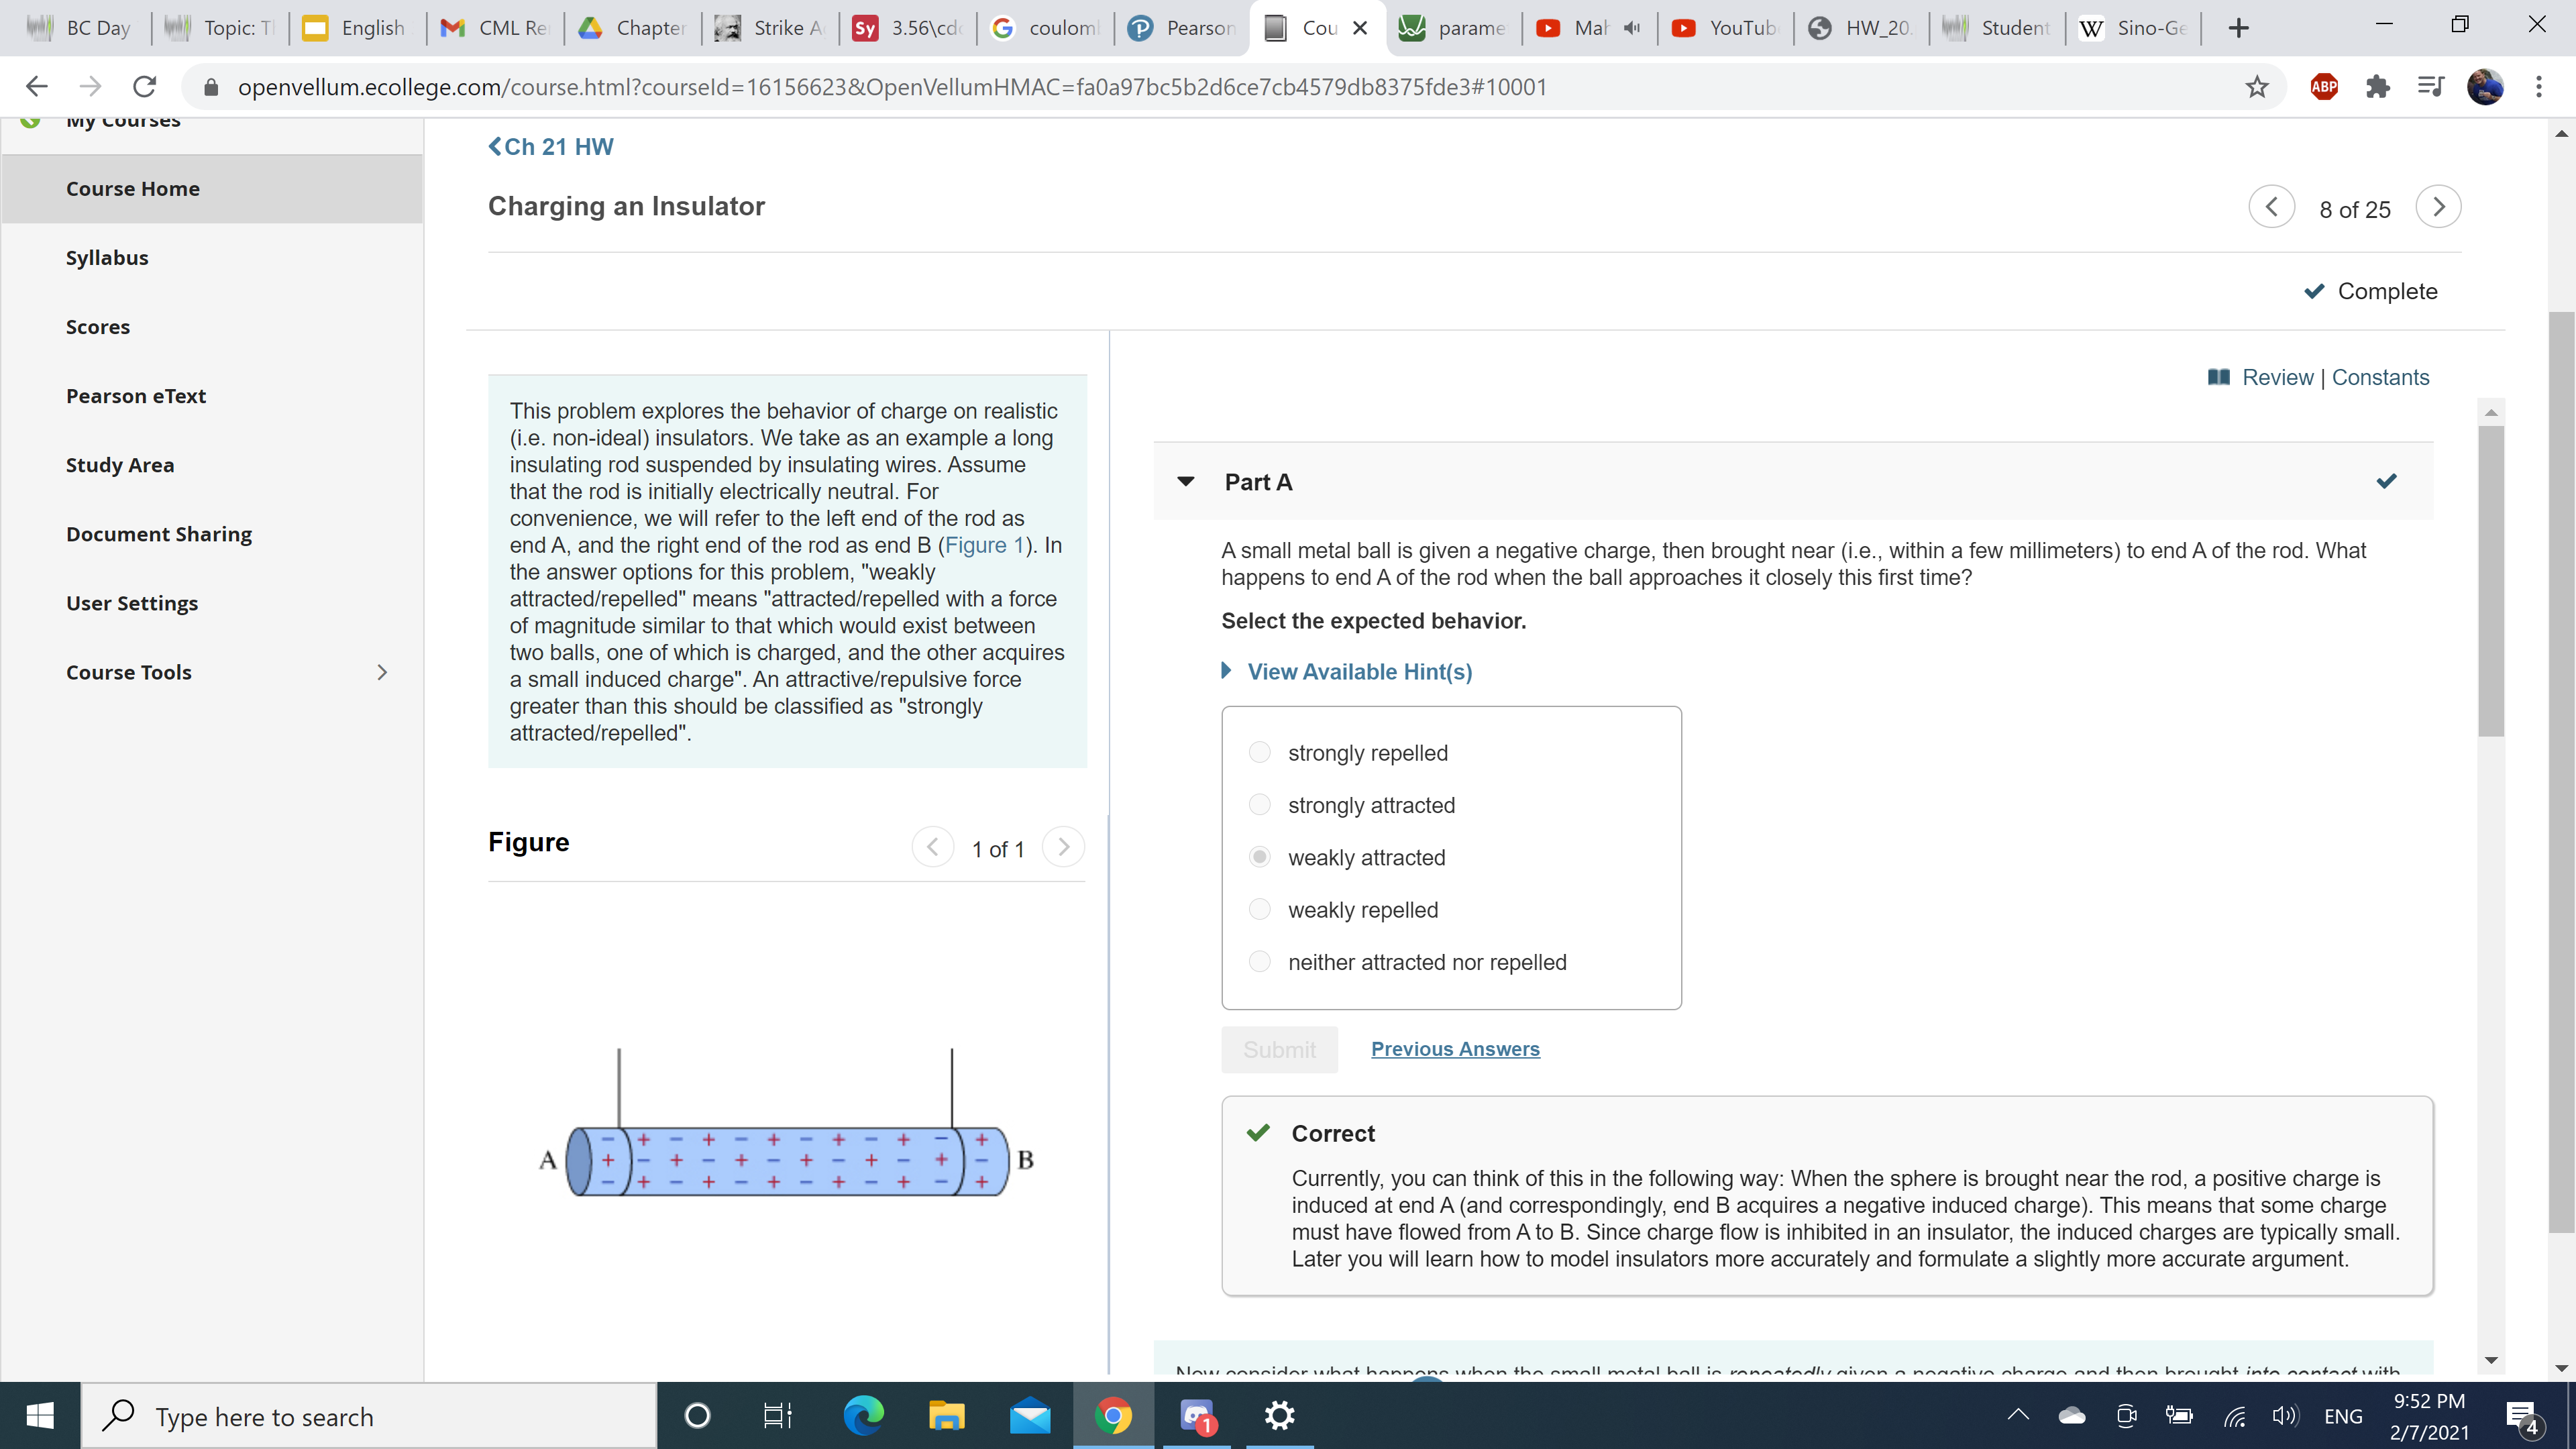 BC Day
Topic: Tl
English
CML Re
Chapter
Strike A
Sy 3.56\cdo
coulom
Pearson
Cou
parame
Mah
YouTub
HW_20.
Student
W Sino-Ge
openvellum.ecollege.com/course.html?courseId=16156623&OpenVellumHMAC=fa0a97bc5b2d6ce7cb4579db8375fde3#10001
ABP
My Courses
Course Home
Syllabus
Scores
Pearson eText
Study Area
Document Sharing
User Settings
Course Tools
Ch 21 HW
Charging an Insulator
8 of 25
Complete
Review | Constants
This problem explores the behavior of charge on realistic
(i.e. non-ideal) insulators. We take as an example a long
insulating rod suspended by insulating wires. Assume
that the rod is initially electrically neutral. For
convenience, we will refer to the left end of the rod as
end A, and the right end of the rod as end B (Figure 1). In
the answer options for this problem, "weakly
attracted/repelled" means "attracted/repelled with a force
of magnitude similar to that which would exist between
two balls, one of which is charged, and the other acquires
a small induced charge". An attractive/repulsive force
greater than this should be classified as "strongly
attracted/repelled".
Figure
1 of 1
A
B
Part A
A small metal ball is given a negative charge, then brought near (i.e., within a few millimeters) to end A of the rod. What
happens to end A of the rod when the ball approaches it closely this first time?
Select the expected behavior.
View Available Hint(s)
strongly repelled
strongly attracted
weakly attracted
weakly repelled
neither attracted nor repelled
Submit
Previous Answers
Correct
Currently, you can think of this in the following way: When the sphere is brought near the rod, a positive charge is
induced at end A (and correspondingly, end B acquires a negative induced charge). This means that some charge
must have flowed from A to B. Since charge flow is inhibited in an insulator, the induced charges are typically small.
Later you will learn how to model insulators more accurately and formulate a slightly more accurate argument.
Now consider what happens when the small metal ball is repeatedly given a negative charge and then brought into contact with
Type here to search
1
ENG
9:52 PM
2/7/2021
4